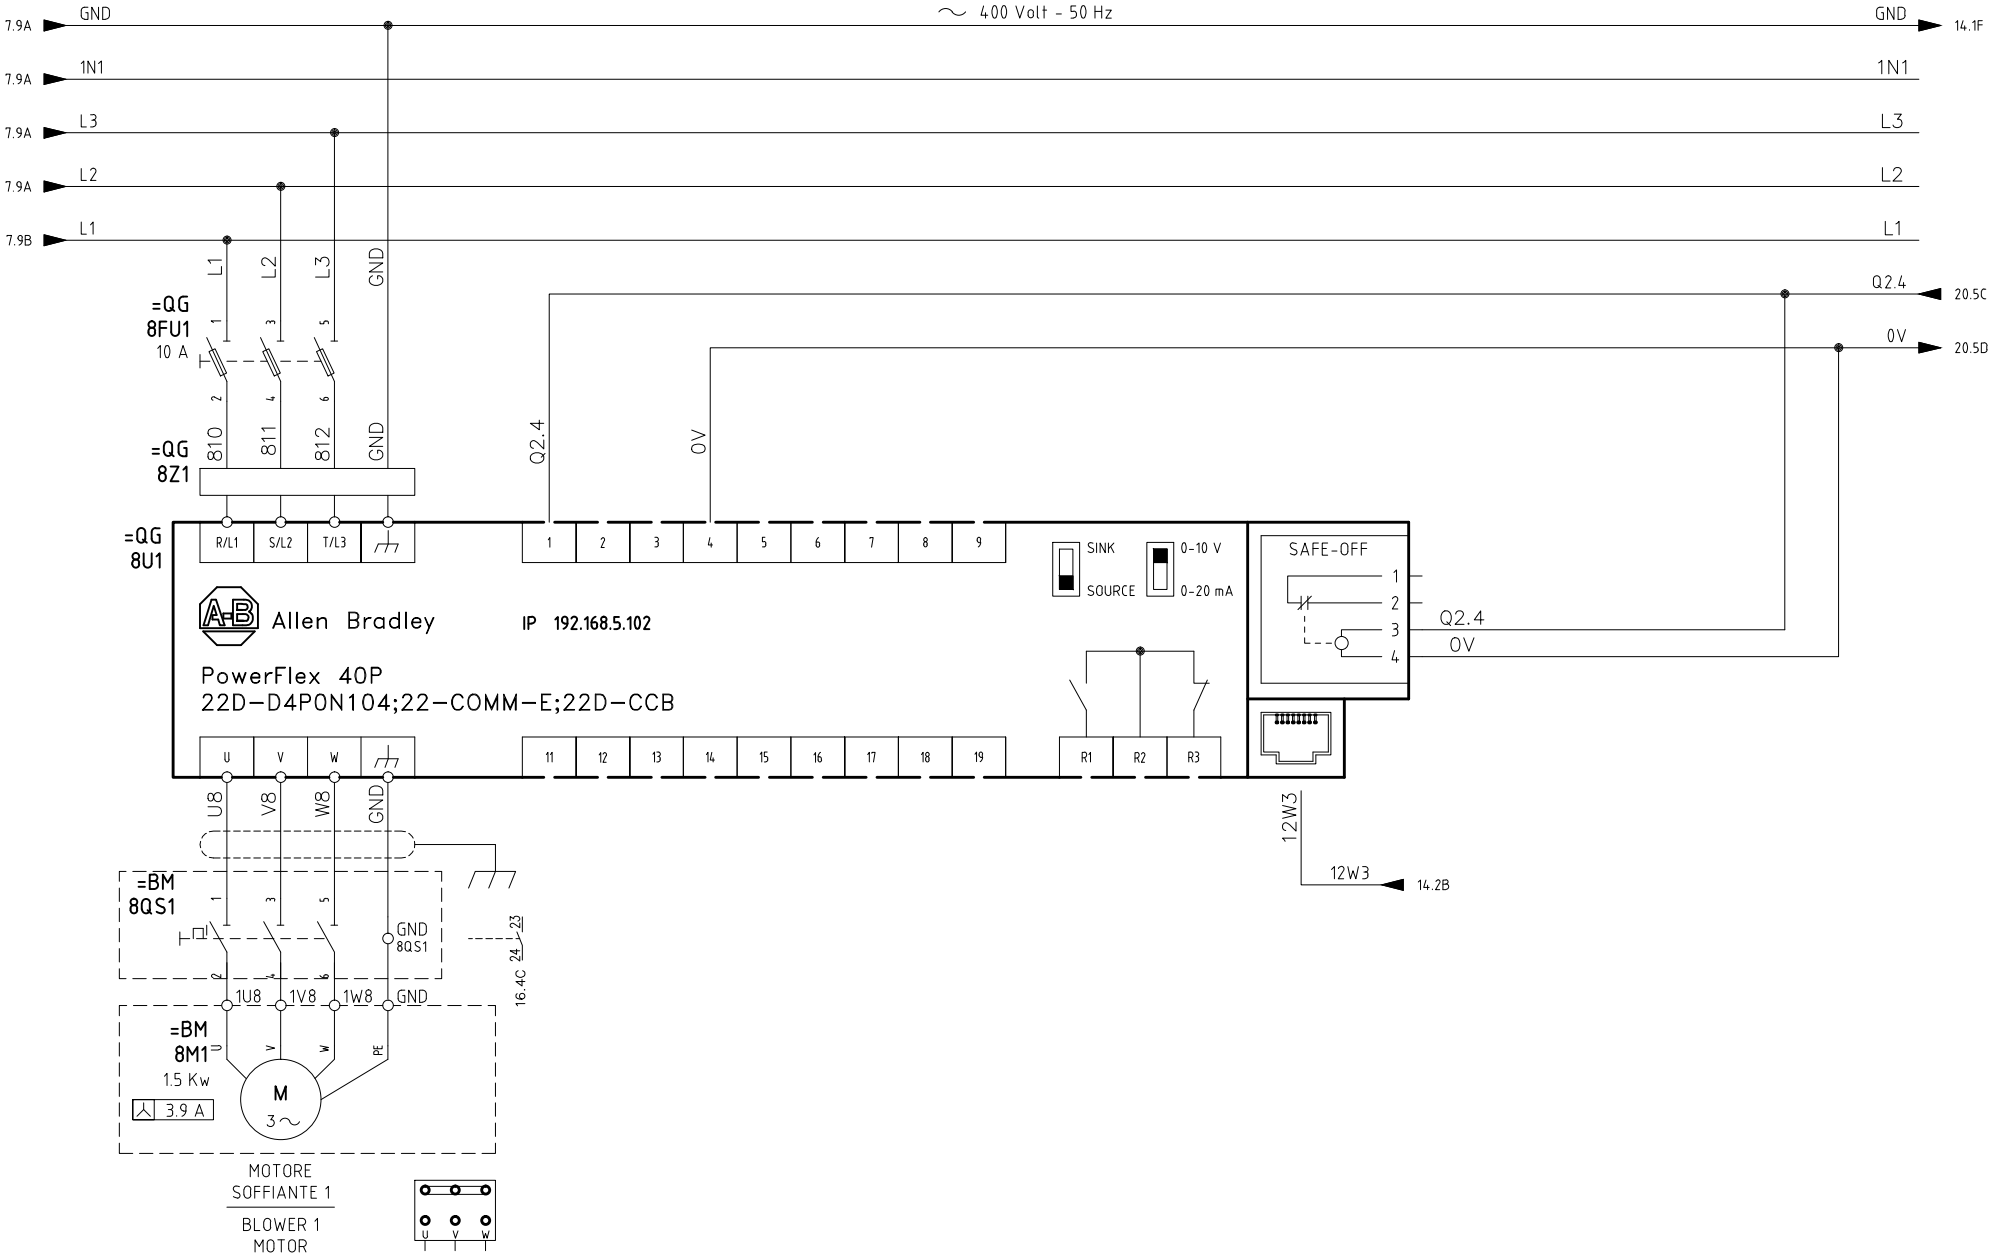 GND
~ 400 Volt - 50 Hz
GND
7.9A
14.1F
7.9A
1N1
1N1
7.9A
L3
L3
7.9A
L2
L2
7.9B
L1
L1
L1
L2
L3
GND
Q2.4
20.5C
=QG
8FU1
10 A
1
3
5
0V
20.5D
2
4
6
810
811
812
GND
Q2.4
0V
=QG
8Z1
=QG
8U1
R/L1
S/L2
T/L3
1
2
3
4
5
6
7
8
9
SINK
SOURCE
0-10 V
0-20 mA
SAFE-OFF
1
2
3
4
Q2.4
0V
A-B
Allen Bradley
IP 192.168.5.102
PowerFlex 40P
22D-D4P0N104;22-COMM-E;22D-CCB
U
V
W
11
12
13
14
15
16
17
18
19
R1
R2
R3
U8
V8
W8
GND
12W3
12W3
14.2B
=BM
8QS1
1
3
5
GND
8QS1
2
4
6
23
24
16.4C
1U8
1V8
1W8
GND
=BM
8M1
U
V
W
PE
1.5 Kw
3.9 A
M
3~
MOTORE
SOFFIANTE 1
BLOWER 1
MOTOR
U
V
W